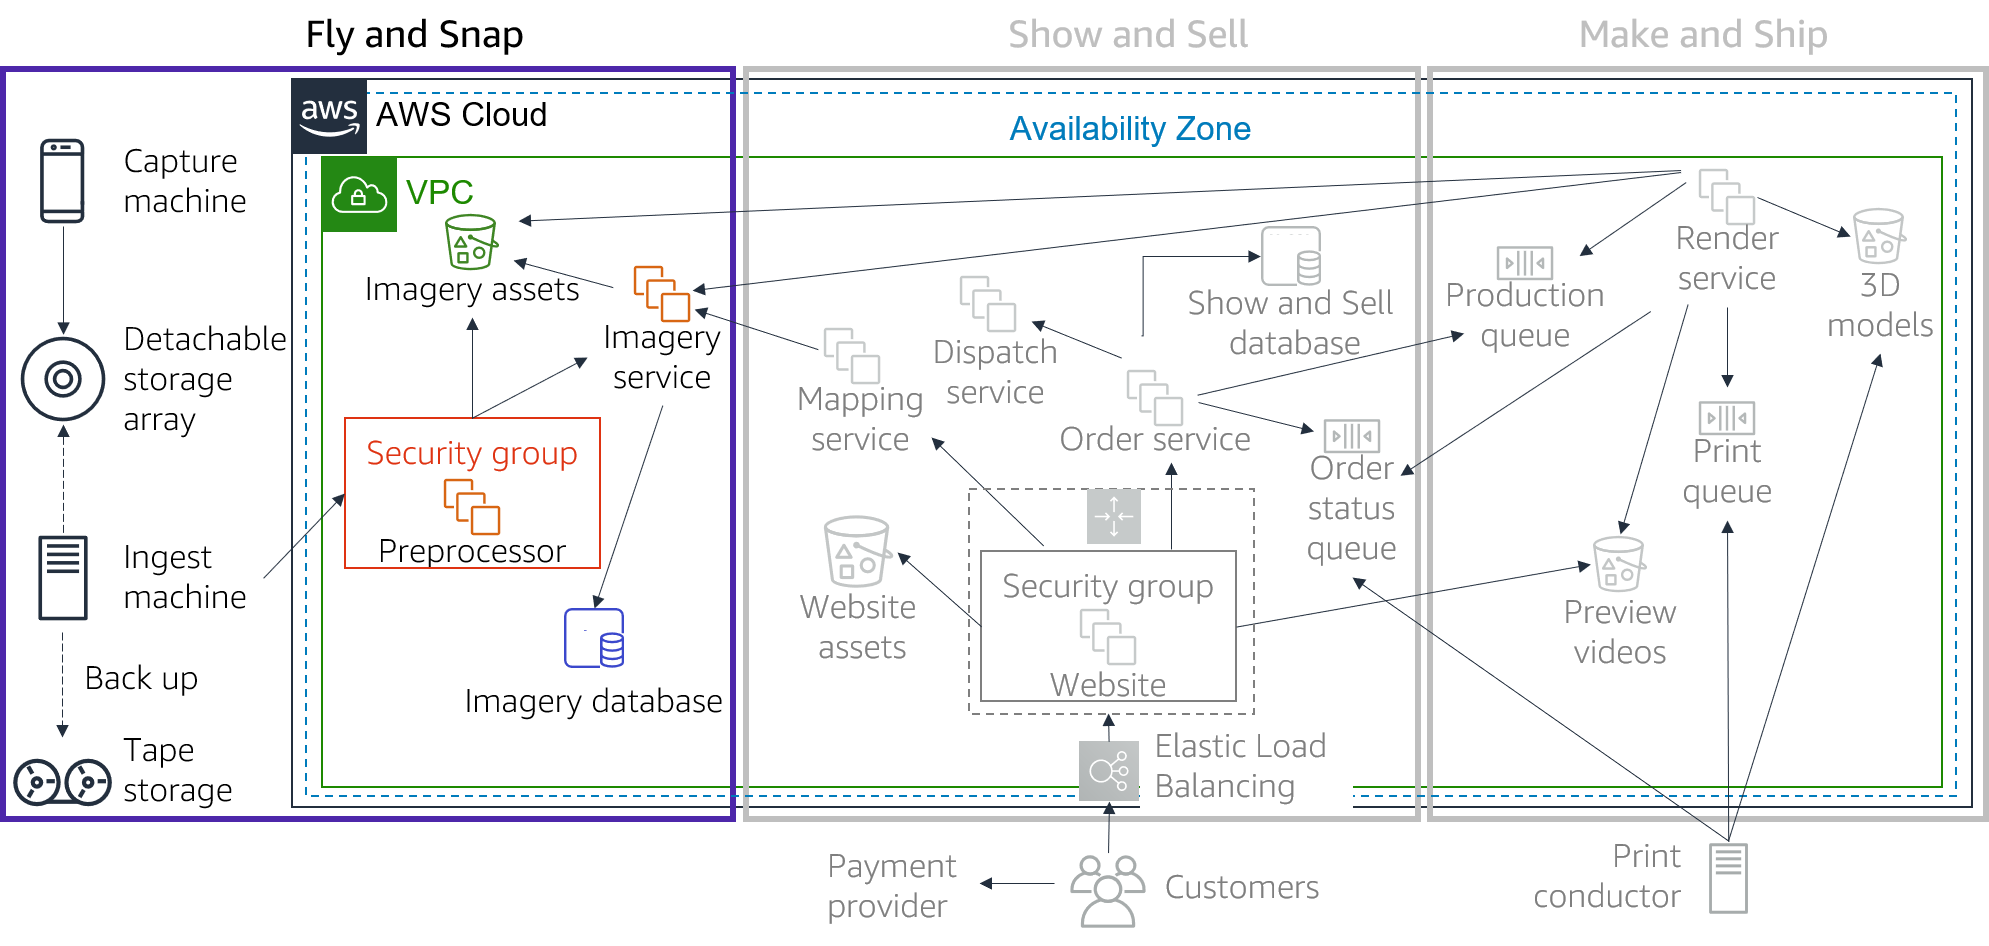 Fly and Snap
Show and Sell
Make and Ship
aws
AWS Cloud
Availability Zone
VPC
Capture
machine
Detachable
storage
array
Ingest
machine
Back up
Tape
storage
Imagery assets
Imagery
service
Security group
Preprocessor
Imagery database
Mapping
service
Dispatch
service
Show and Sell
database
Order service
Order
status
queue
Website
assets
Security group
Website
Elastic Load
Balancing
Payment
provider
Customers
Production
queue
Render
service
3D
models
Print
queue
Preview
videos
Print
conductor